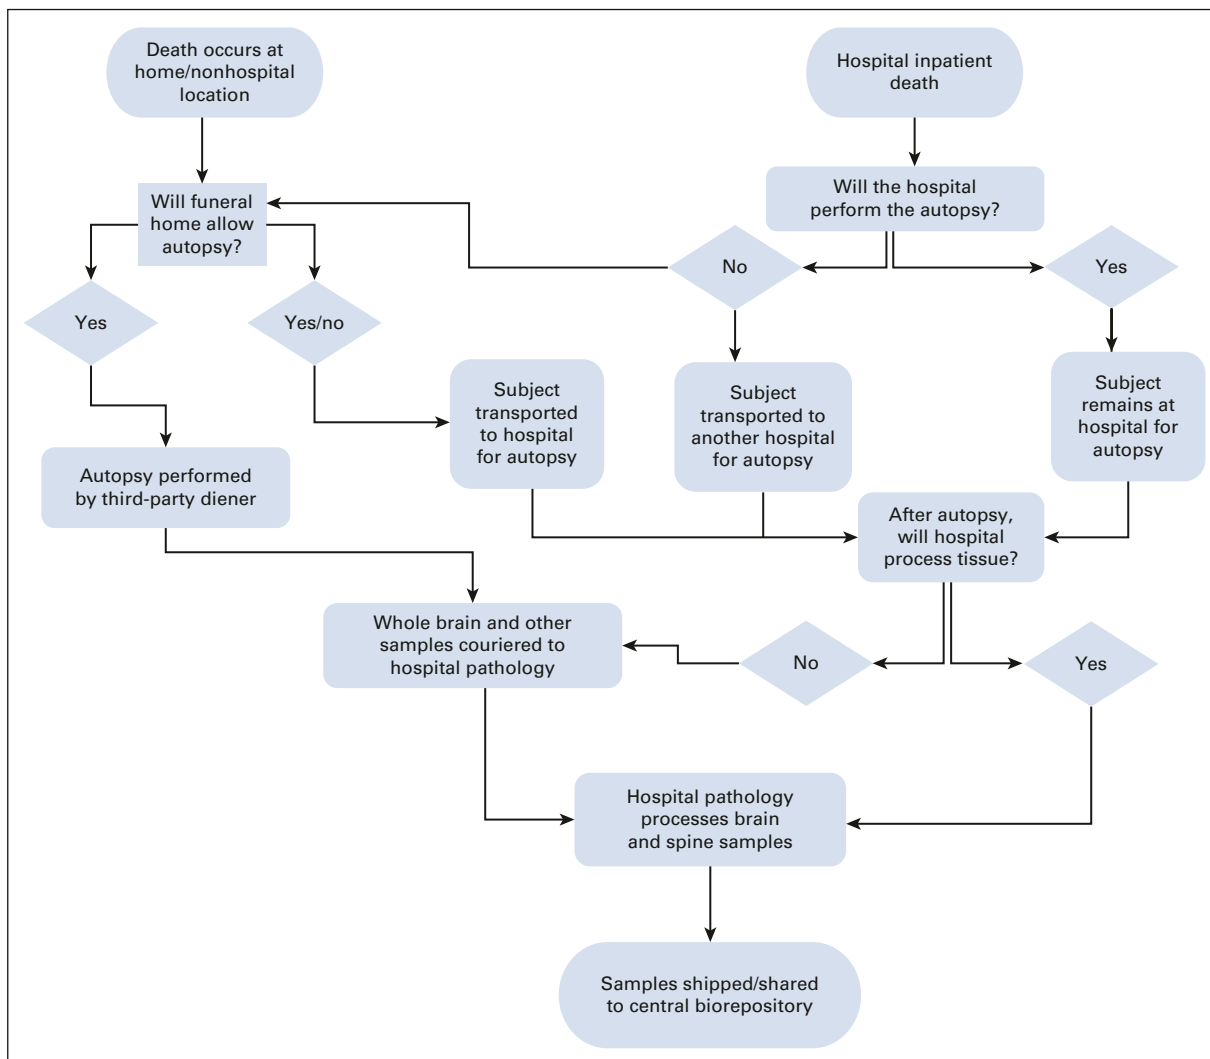 Death occurs at
home/nonhospital
location
Hospital inpatient
death
Will funeral
home allow
autopsy?
Will the hospital
perform the autopsy?
No
Yes
Yes
Yes/no
Subject
transported
to hospital
for autopsy
Subject
transported to
another hospital
for autopsy
Subject
remains at
hospital for
autopsy
Autopsy performed
by third-party diener
After autopsy,
will hospital
process tissue?
Whole brain and other
samples couriered to
hospital pathology
No
Yes
Hospital pathology
processes brain
and spine samples
Samples shipped/shared
to central biorepository